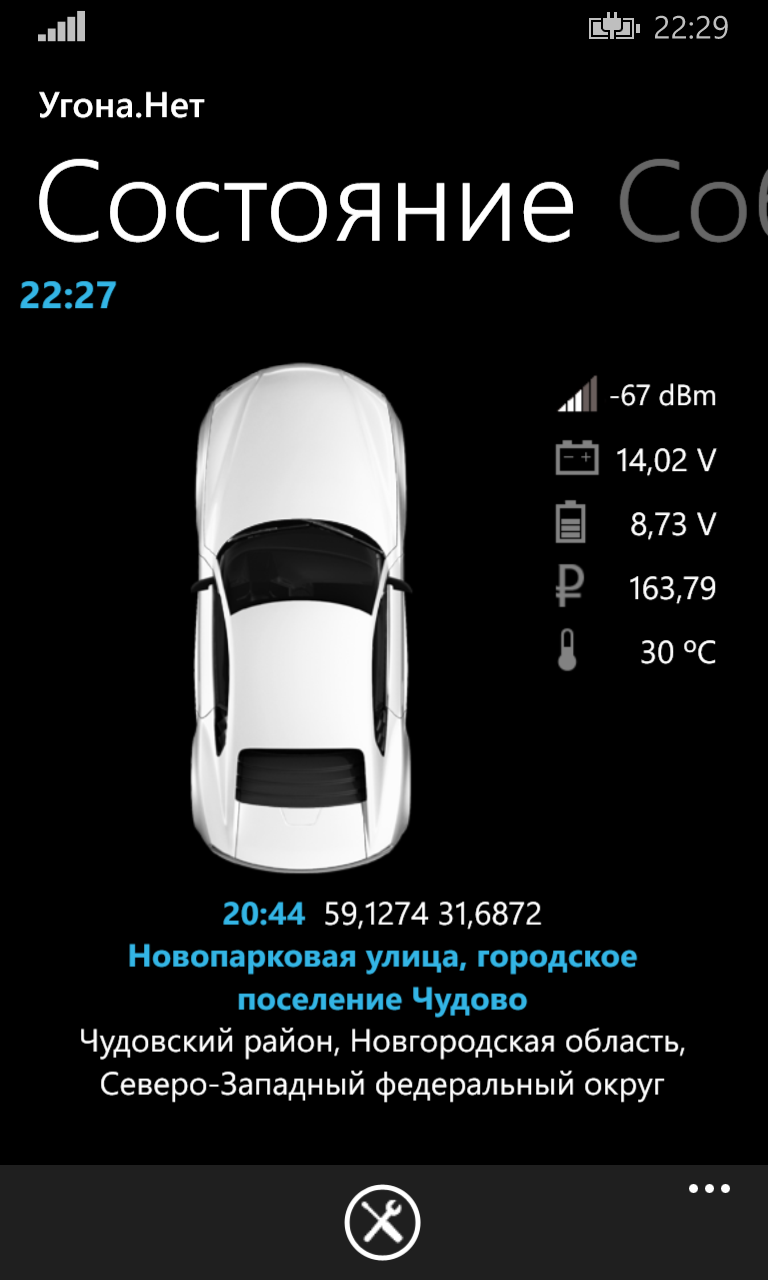 22:29
Угона.Нет
Состояние Соб
22:27
-67 dBm
14,02 V
8,73 V
₽ 163,79
30 ºC
20:44 59,1274 31,6872
Новопарковая улица, городское
поселение Чудово
Чудовский район, Новгородская область,
Северо-Западный федеральный округ